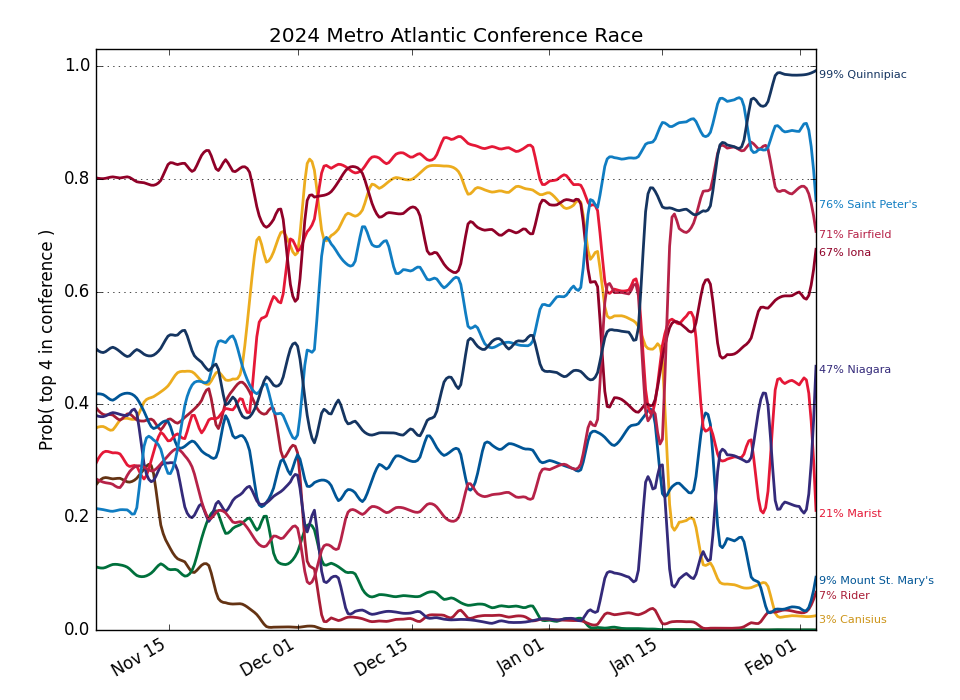 2024 Metro Atlantic Conference Race
Prob( top 4 in conference )
1.0
0.8
0.6
0.4
0.2
0.0
Nov 15
Dec 01
Dec 15
Jan 01
Jan 15
Feb 01
99% Quinnipiac
76% Saint Peter's
71% Fairfield
67% Iona
47% Niagara
21% Marist
9% Mount St. Mary's
7% Rider
3% Canisius